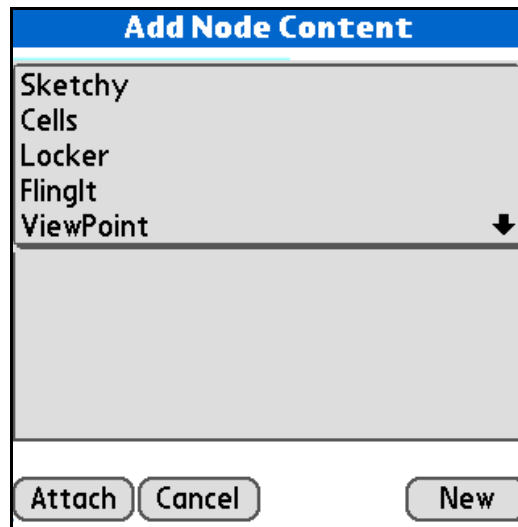 Add Node Content
Sketchy
Cells
Locker
FlingIt
ViewPoint
Attach Cancel New